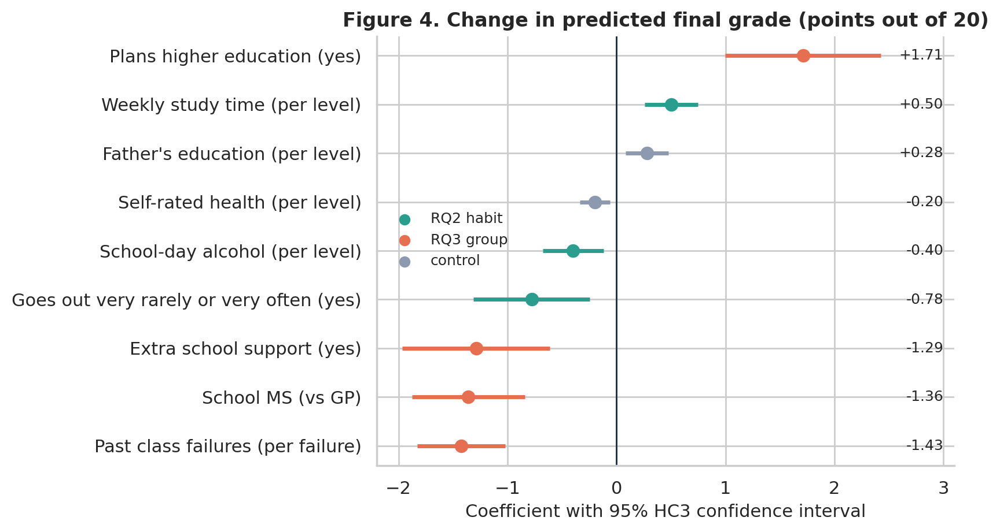 Figure 4. Change in predicted final grade (points out of 20)
Plans higher education (yes) +1.71
Weekly study time (per level) +0.50
Father's education (per level) +0.28
Self-rated health (per level) -0.20
RQ2 habit
RQ3 group
School-day alcohol (per level) -0.40
control
Goes out very rarely or very often (yes) -0.78
Extra school support (yes) -1.29
School MS (vs GP) -1.36
Past class failures (per failure) -1.43
−2 −1 0 1 2 3
Coefficient with 95% HC3 confidence interval